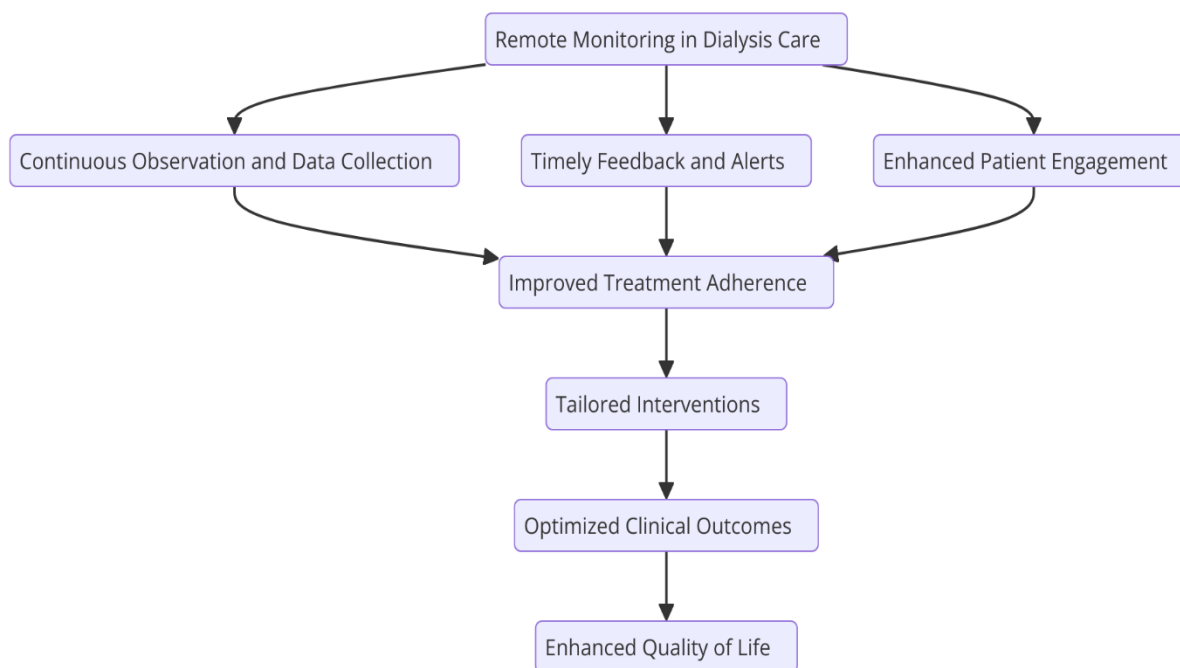 Remote Monitoring in Dialysis Care
Continuous Observation and Data Collection
Timely Feedback and Alerts
Enhanced Patient Engagement
Improved Treatment Adherence
Tailored Interventions
Optimized Clinical Outcomes
Enhanced Quality of Life